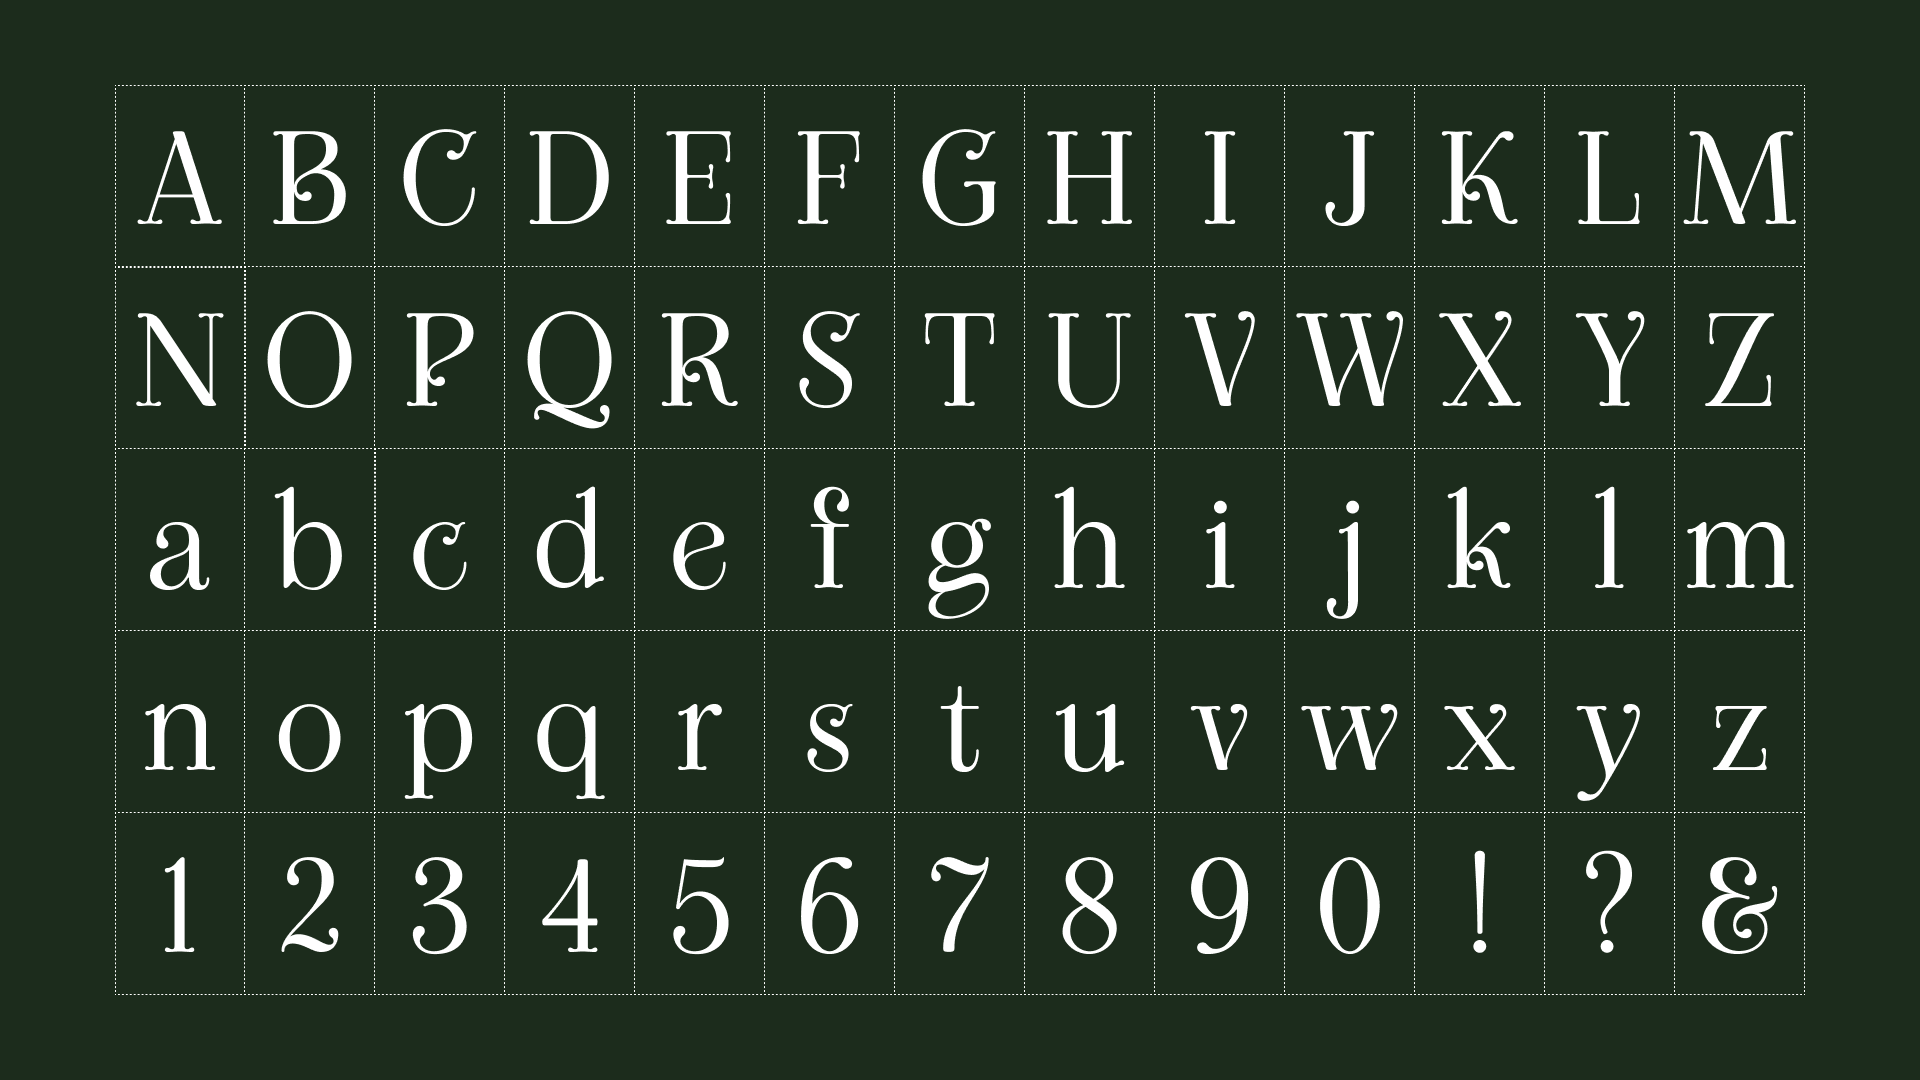 A B C D E F G H I J K L M
N O P Q R S T U V W X Y Z
a b c d e f g h i j k l m
n o p q r s t u v w x y z
1 2 3 4 5 6 7 8 9 0 ! ? &